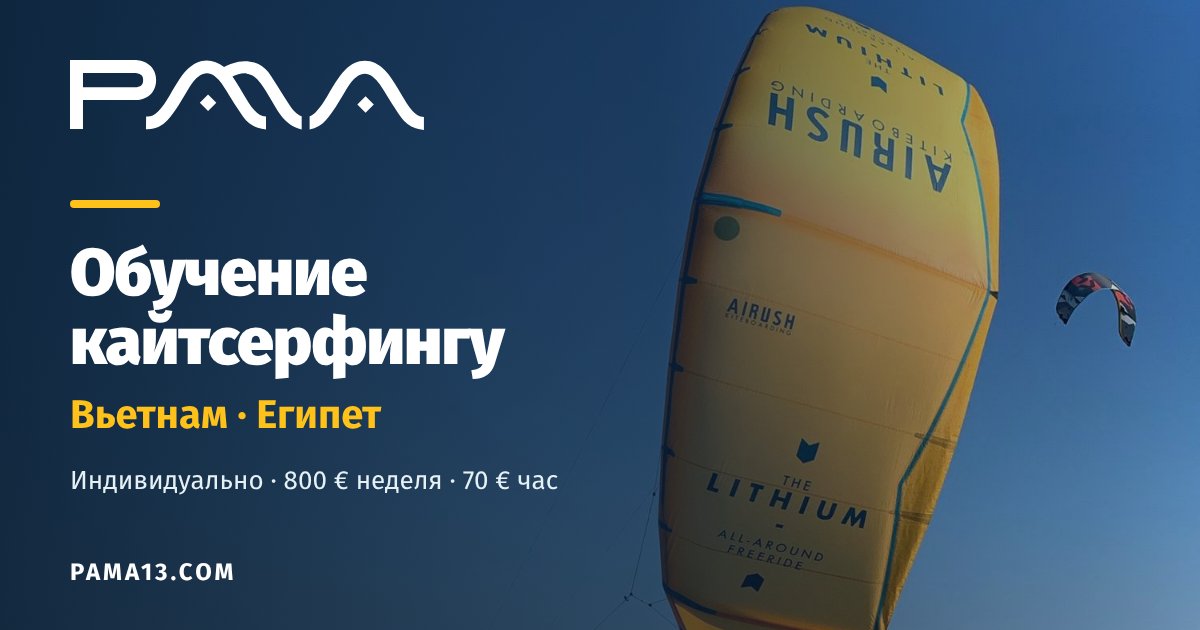 PAMA
Обучение
кайтсерфингу
Вьетнам · Египет
Индивидуально · 800 € неделя · 70 € час
PAMA13.COM
LITHIUM
THE
AIRUSH
KITEBOARDING
AIRUSH
KITEBOARDING
THE
LITHIUM
-
ALL-AROUND
FREERIDE